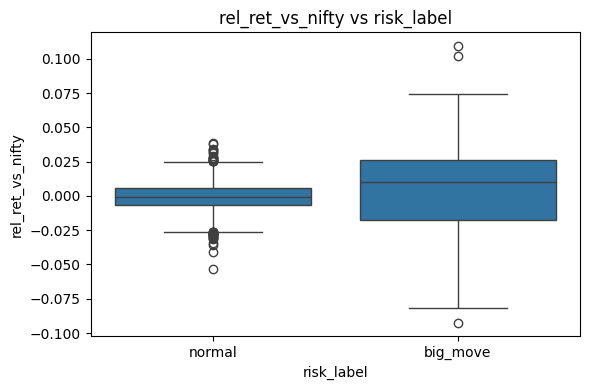 rel_ret_vs_nifty vs risk_label
0.100
0.075
0.050
0.025
0.000
-0.025
-0.050
-0.075
-0.100
rel_ret_vs_nifty
normal big_move
risk_label